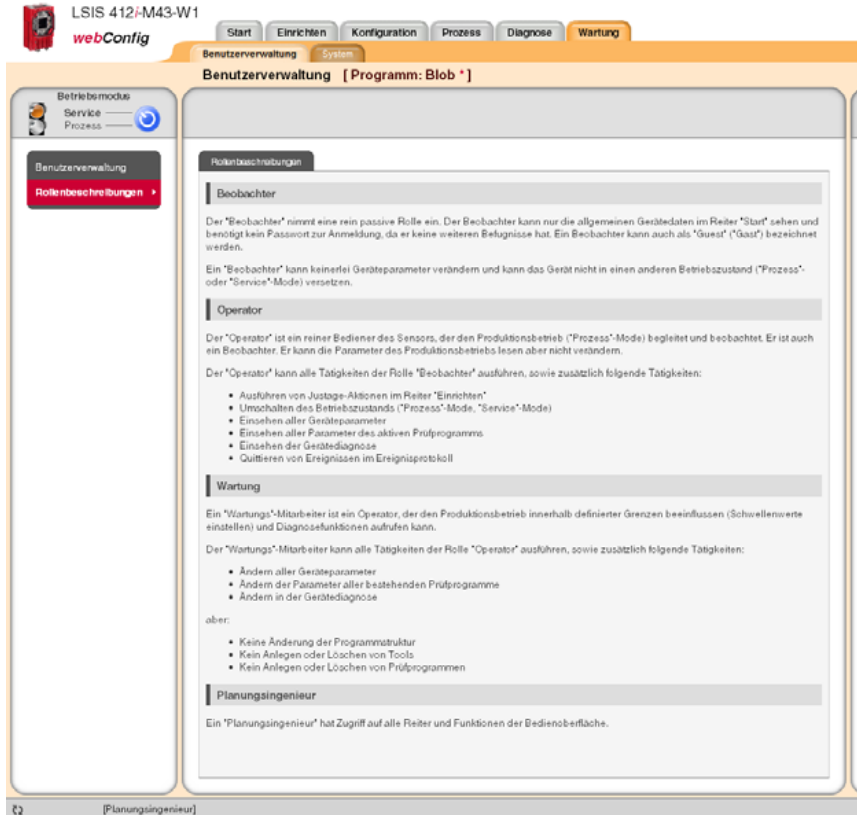 LSIS 412i-M43-W1
webConfig
Start
Einrichten
Konfiguration
Prozess
Diagnose
Wartung
Benutzerverwaltung
System
Benutzerverwaltung [ Programm: Blob * ]
Betriebsmodus
Service
Prozess
Benutzerverwaltung
Rollenbeschreibungen
Rollenbeschreibungen
Beobachter
Der "Beobachter" nimmt eine rein passive Rolle ein. Der Beobachter kann nur die allgemeinen Gerätedaten im Reiter "Start" sehen und
benötigt kein Passwort zur Anmeldung, da er keine weiteren Befugnisse hat. Ein Beobachter kann auch als "Guest" ("Gast") bezeichnet
werden.
Ein "Beobachter" kann keinerlei Geräteparameter verändern und kann das Gerät nicht in einen anderen Betriebszustand ("Prozess"-
oder "Service"-Mode) versetzen.
Operator
Der "Operator" ist ein reiner Bediener des Sensors, der den Produktionsbetrieb ("Prozess"-Mode) begleitet und beobachtet. Er ist auch
ein Beobachter. Er kann die Parameter des Produktionsbetriebs lesen aber nicht verändern.
Der "Operator" kann alle Tätigkeiten der Rolle "Beobachter" ausführen, sowie zusätzlich folgende Tätigkeiten:
• Ausführen von Justage-Aktionen im Reiter "Einrichten"
• Umschalten des Betriebszustands ("Prozess"-Mode, "Service"-Mode)
• Einsehen aller Geräteparameter
• Einsehen aller Parameter des aktiven Prüfprogramms
• Einsehen der Gerätediagnose
• Quittieren von Ereignissen im Ereignisprotokoll
Wartung
Ein "Wartungs"-Mitarbeiter ist ein Operator, der den Produktionsbetrieb innerhalb definierter Grenzen beeinflussen (Schwellenwerte
einstellen) und Diagnosefunktionen aufrufen kann.
Der "Wartungs"-Mitarbeiter kann alle Tätigkeiten der Rolle "Operator" ausführen, sowie zusätzlich folgende Tätigkeiten:
• Ändern aller Geräteparameter
• Ändern der Parameter aller bestehenden Prüfprogramme
• Ändern in der Gerätediagnose
aber:
• Keine Änderung der Programmstruktur
• Kein Anlegen oder Löschen von Tools
• Kein Anlegen oder Löschen von Prüfprogrammen
Planungsingenieur
Ein "Planungsingenieur" hat Zugriff auf alle Reiter und Funktionen der Bedienoberfläche.
[Planungsingenieur]